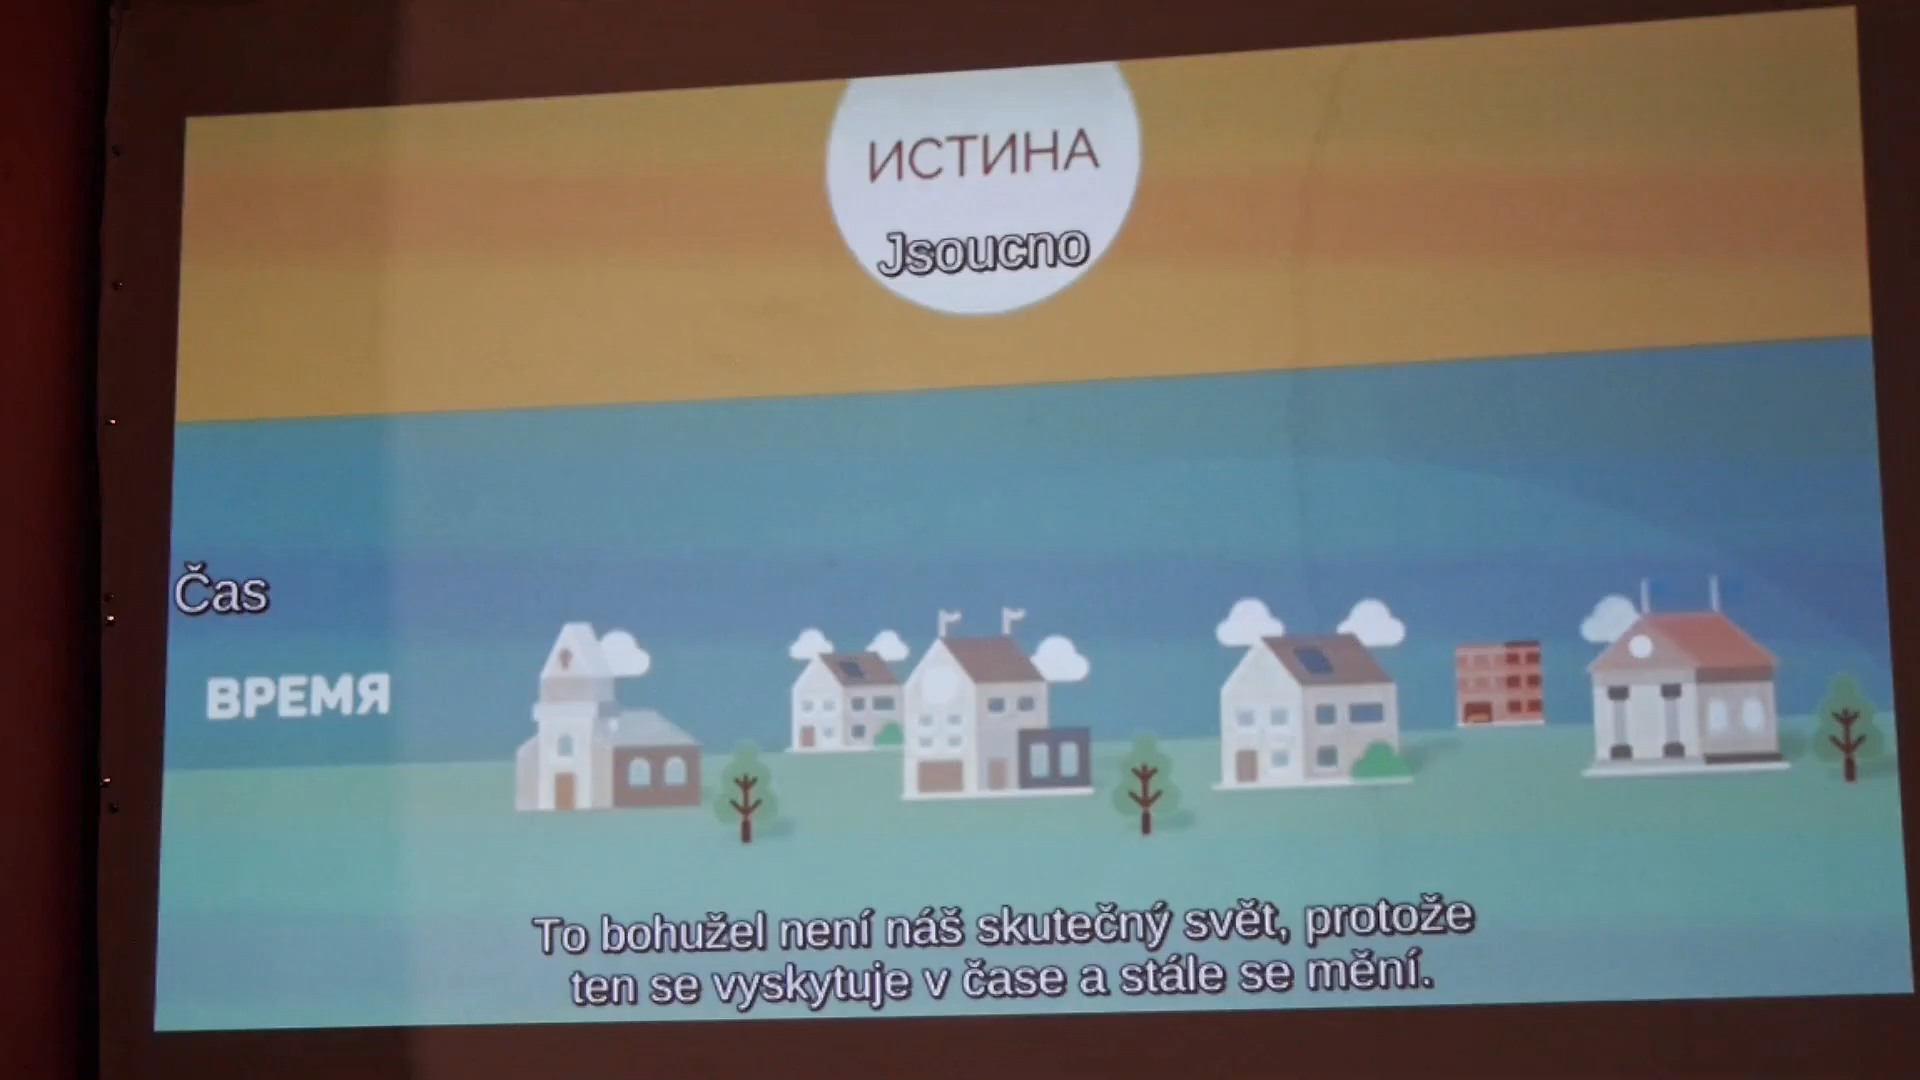 ИСТИНА
Jsoucno
Čas
ВРЕМЯ
To bohužel není náš skutečný svět, protože
ten se vyskytuje v čase a stále se mění.